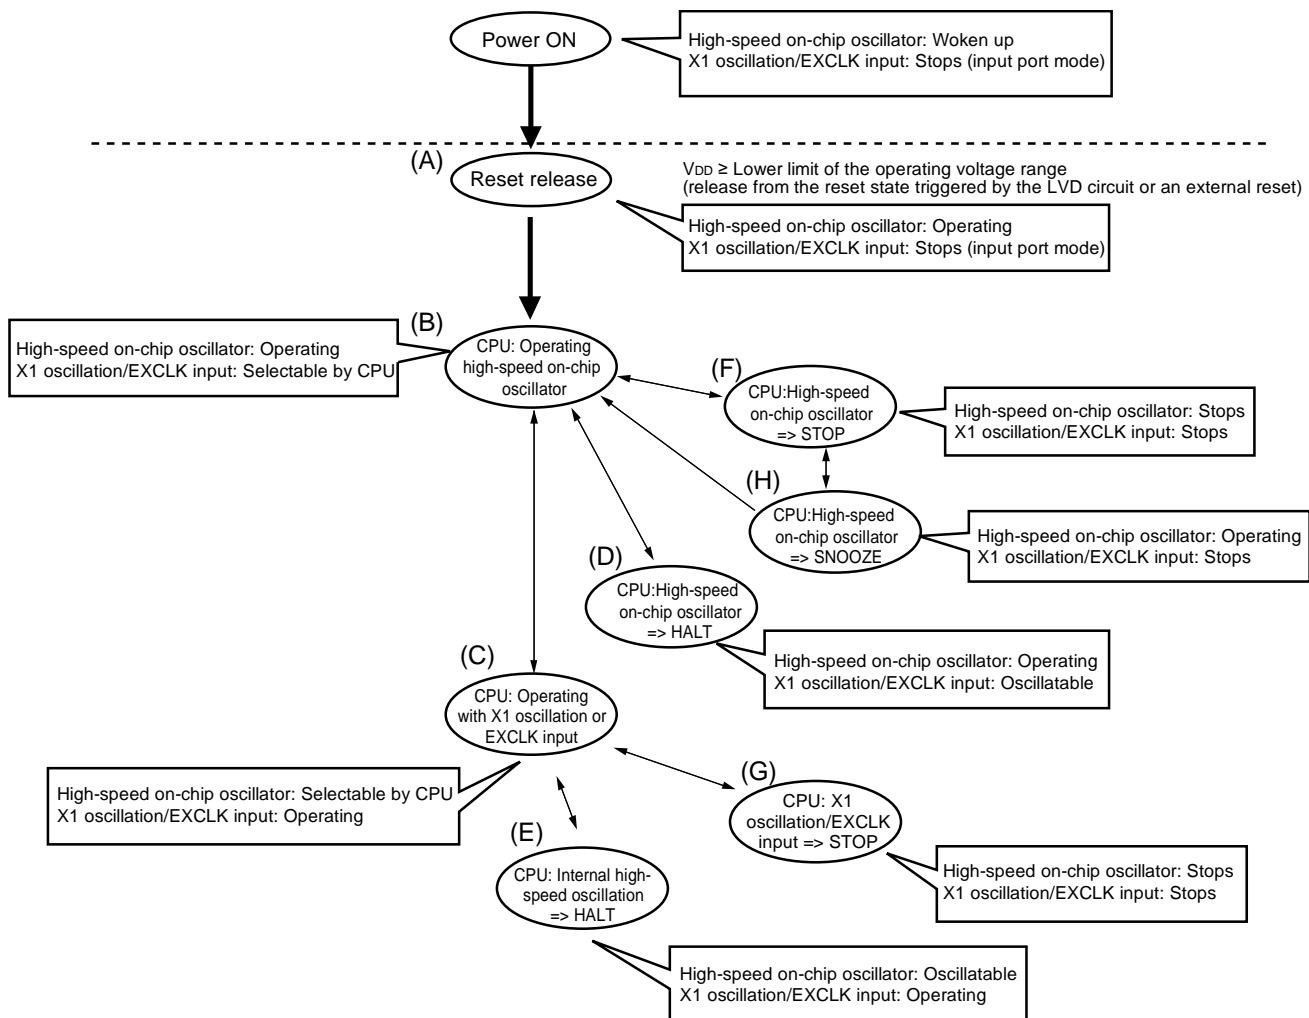 Power ON
High-speed on-chip oscillator: Woken up
X1 oscillation/EXCLK input: Stops (input port mode)
(A)
Reset release
VDD ≥ Lower limit of the operating voltage range
(release from the reset state triggered by the LVD circuit or an external reset)
High-speed on-chip oscillator: Operating
X1 oscillation/EXCLK input: Stops (input port mode)
(B)
High-speed on-chip oscillator: Operating
X1 oscillation/EXCLK input: Selectable by CPU
CPU: Operating
high-speed on-chip
oscillator
(F)
CPU:High-speed
on-chip oscillator
=> STOP
High-speed on-chip oscillator: Stops
X1 oscillation/EXCLK input: Stops
(H)
CPU:High-speed
on-chip oscillator
=> SNOOZE
High-speed on-chip oscillator: Operating
X1 oscillation/EXCLK input: Stops
(D)
CPU:High-speed
on-chip oscillator
=> HALT
High-speed on-chip oscillator: Operating
X1 oscillation/EXCLK input: Oscillatable
(C)
CPU: Operating
with X1 oscillation or
EXCLK input
High-speed on-chip oscillator: Selectable by CPU
X1 oscillation/EXCLK input: Operating
(G)
CPU: X1
oscillation/EXCLK
input => STOP
High-speed on-chip oscillator: Stops
X1 oscillation/EXCLK input: Stops
(E)
CPU: Internal high-
speed oscillation
=> HALT
High-speed on-chip oscillator: Oscillatable
X1 oscillation/EXCLK input: Operating